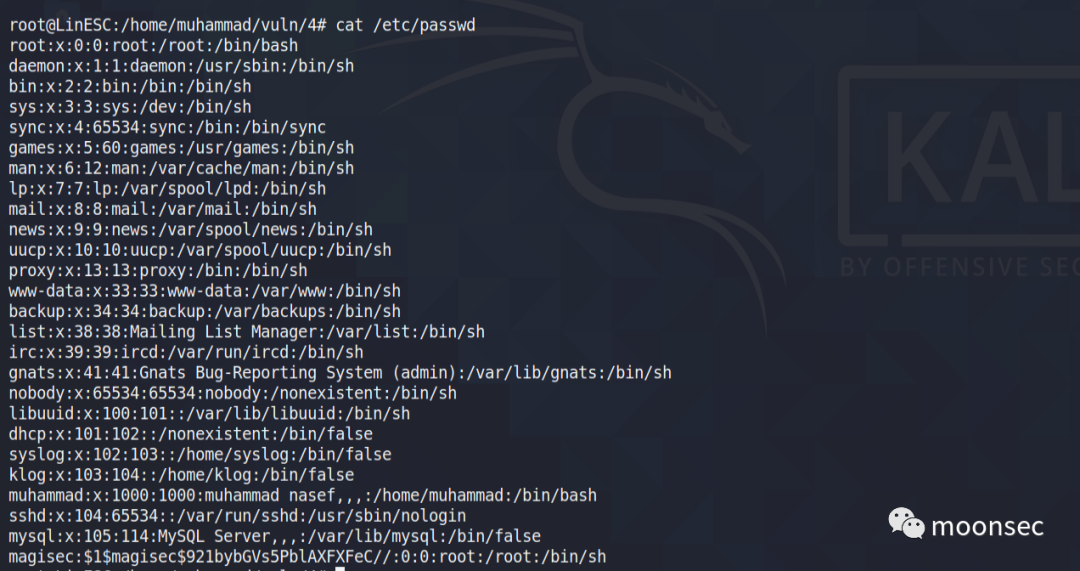 root@LinESC:/home/muhammad/vuln/4# cat /etc/passwd
root:x:0:0:root:/root:/bin/bash
daemon:x:1:1:daemon:/usr/sbin:/bin/sh
bin:x:2:2:bin:/bin:/bin/sh
sys:x:3:3:sys:/dev:/bin/sh
sync:x:4:65534:sync:/bin:/bin/sync
games:x:5:60:games:/usr/games:/bin/sh
man:x:6:12:man:/var/cache/man:/bin/sh
lp:x:7:7:lp:/var/spool/lpd:/bin/sh
mail:x:8:8:mail:/var/mail:/bin/sh
news:x:9:9:news:/var/spool/news:/bin/sh
uucp:x:10:10:uucp:/var/spool/uucp:/bin/sh
proxy:x:13:13:proxy:/bin:/bin/sh
www-data:x:33:33:www-data:/var/www:/bin/sh
backup:x:34:34:backup:/var/backups:/bin/sh
list:x:38:38:Mailing List Manager:/var/list:/bin/sh
irc:x:39:39:ircd:/var/run/ircd:/bin/sh
gnats:x:41:41:Gnats Bug-Reporting System (admin):/var/lib/gnats:/bin/sh
nobody:x:65534:65534:nobody:/nonexistent:/bin/sh
libuuid:x:100:101::/var/lib/libuuid:/bin/sh
dhcp:x:101:102::/nonexistent:/bin/false
syslog:x:102:103::/home/syslog:/bin/false
klog:x:103:104::/home/klog:/bin/false
muhammad:x:1000:1000:muhammad nasef,,,:/home/muhammad:/bin/bash
sshd:x:104:65534::/var/run/sshd:/usr/sbin/nologin
mysql:x:105:114:MySQL Server,,,:/var/lib/mysql:/bin/false
magisec:$1$magisec$921bybGVs5PblAXFXFeC//:0:0:root:/root:/bin/sh
KAL
BY OFFENSIVE SEC
moonsec